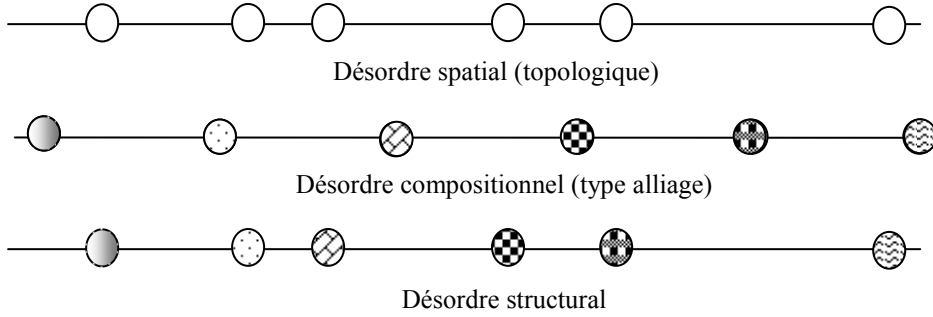 Désordre spatial (topologique)
Désordre compositionnel (type alliage)
Désordre structural